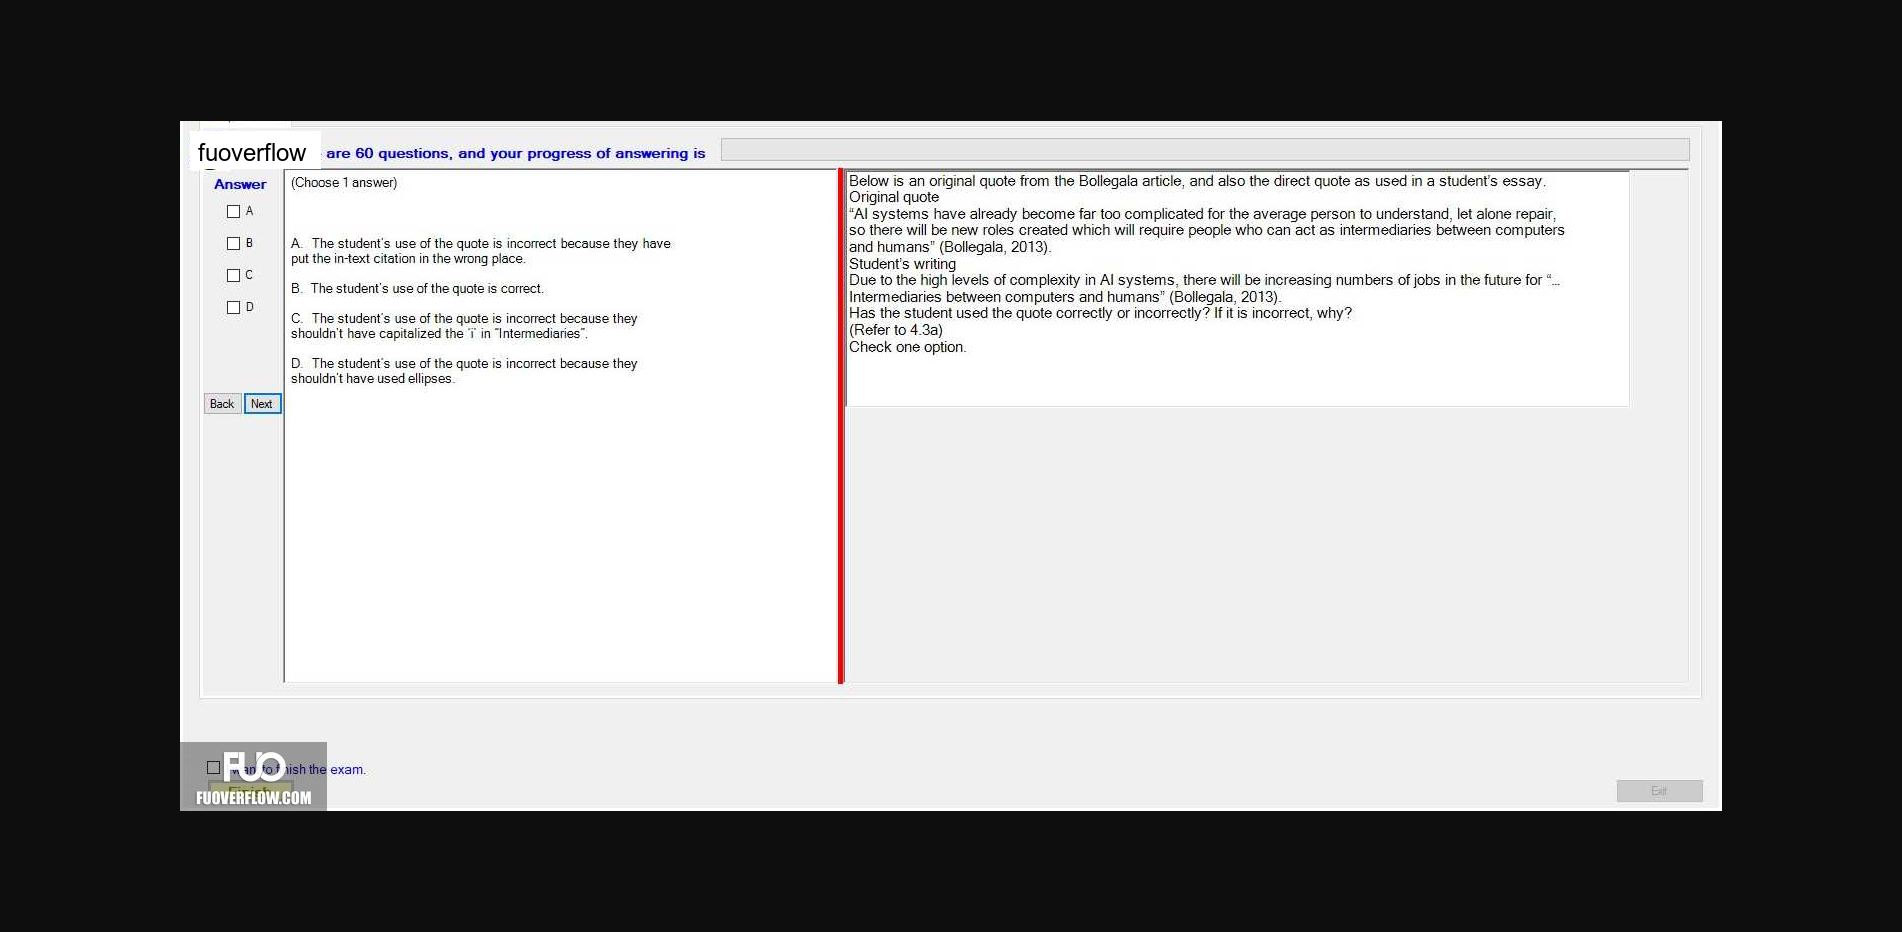 fuoverflow are 60 questions, and your progress of answering is
Answer
A
B
C
D
Back Next
(Choose 1 answer)
A. The student's use of the quote is incorrect because they have
put the in-text citation in the wrong place.
B. The student's use of the quote is correct.
C. The student's use of the quote is incorrect because they
shouldn't have capitalized the 'i' in "Intermediaries".
D. The student's use of the quote is incorrect because they
shouldn't have used ellipses.
Below is an original quote from the Bollegala article, and also the direct quote as used in a student's essay.
Original quote
“AI systems have already become far too complicated for the average person to understand, let alone repair,
so there will be new roles created which will require people who can act as intermediaries between computers
and humans” (Bollegala, 2013).
Student's writing
Due to the high levels of complexity in AI systems, there will be increasing numbers of jobs in the future for “...
Intermediaries between computers and humans” (Bollegala, 2013).
Has the student used the quote correctly or incorrectly? If it is incorrect, why?
(Refer to 4.3a)
Check one option.
want to finish the exam.
Finish
FUO
FUOVERFLOW.COM
Exit